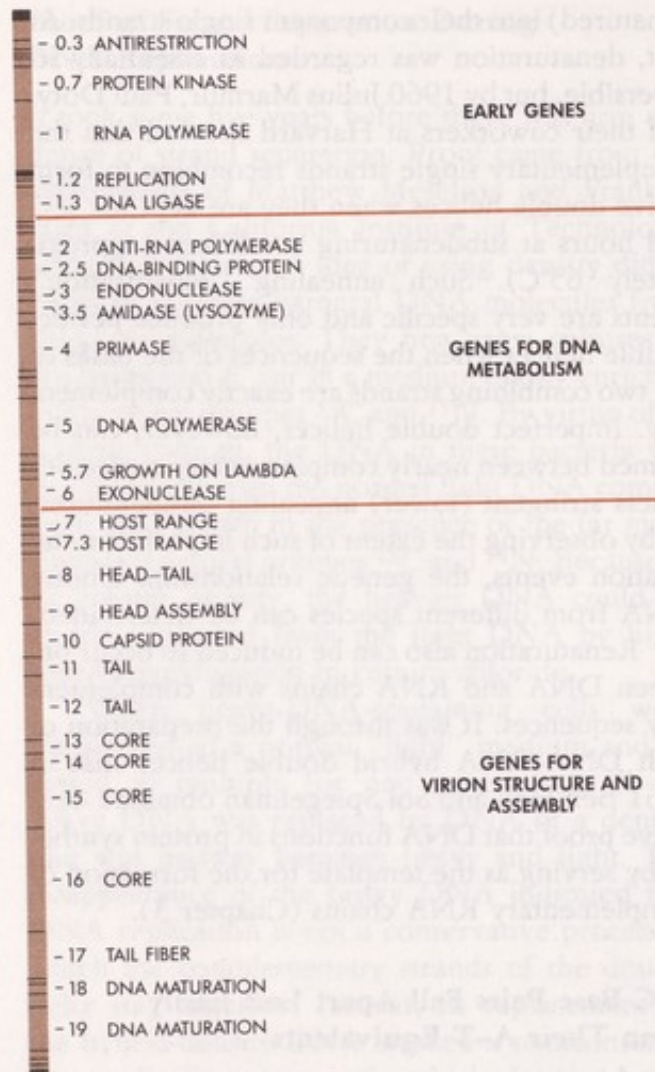 - 0.3 ANTIRESTRICTION
- 0.7 PROTEIN KINASE
EARLY GENES
- 1 RNA POLYMERASE
- 1.2 REPLICATION
- 1.3 DNA LIGASE
- 2 ANTI-RNA POLYMERASE
- 2.5 DNA-BINDING PROTEIN
- 3 ENDONUCLEASE
- 3.5 AMIDASE (LYSOZYME)
- 4 PRIMASE
GENES FOR DNA
METABOLISM
- 5 DNA POLYMERASE
- 5.7 GROWTH ON LAMBDA
- 6 EXONUCLEASE
- 7 HOST RANGE
- 7.3 HOST RANGE
- 8 HEAD–TAIL
- 9 HEAD ASSEMBLY
- 10 CAPSID PROTEIN
- 11 TAIL
- 12 TAIL
- 13 CORE
- 14 CORE
GENES FOR
VIRION STRUCTURE AND
ASSEMBLY
- 15 CORE
- 16 CORE
- 17 TAIL FIBER
- 18 DNA MATURATION
- 19 DNA MATURATION